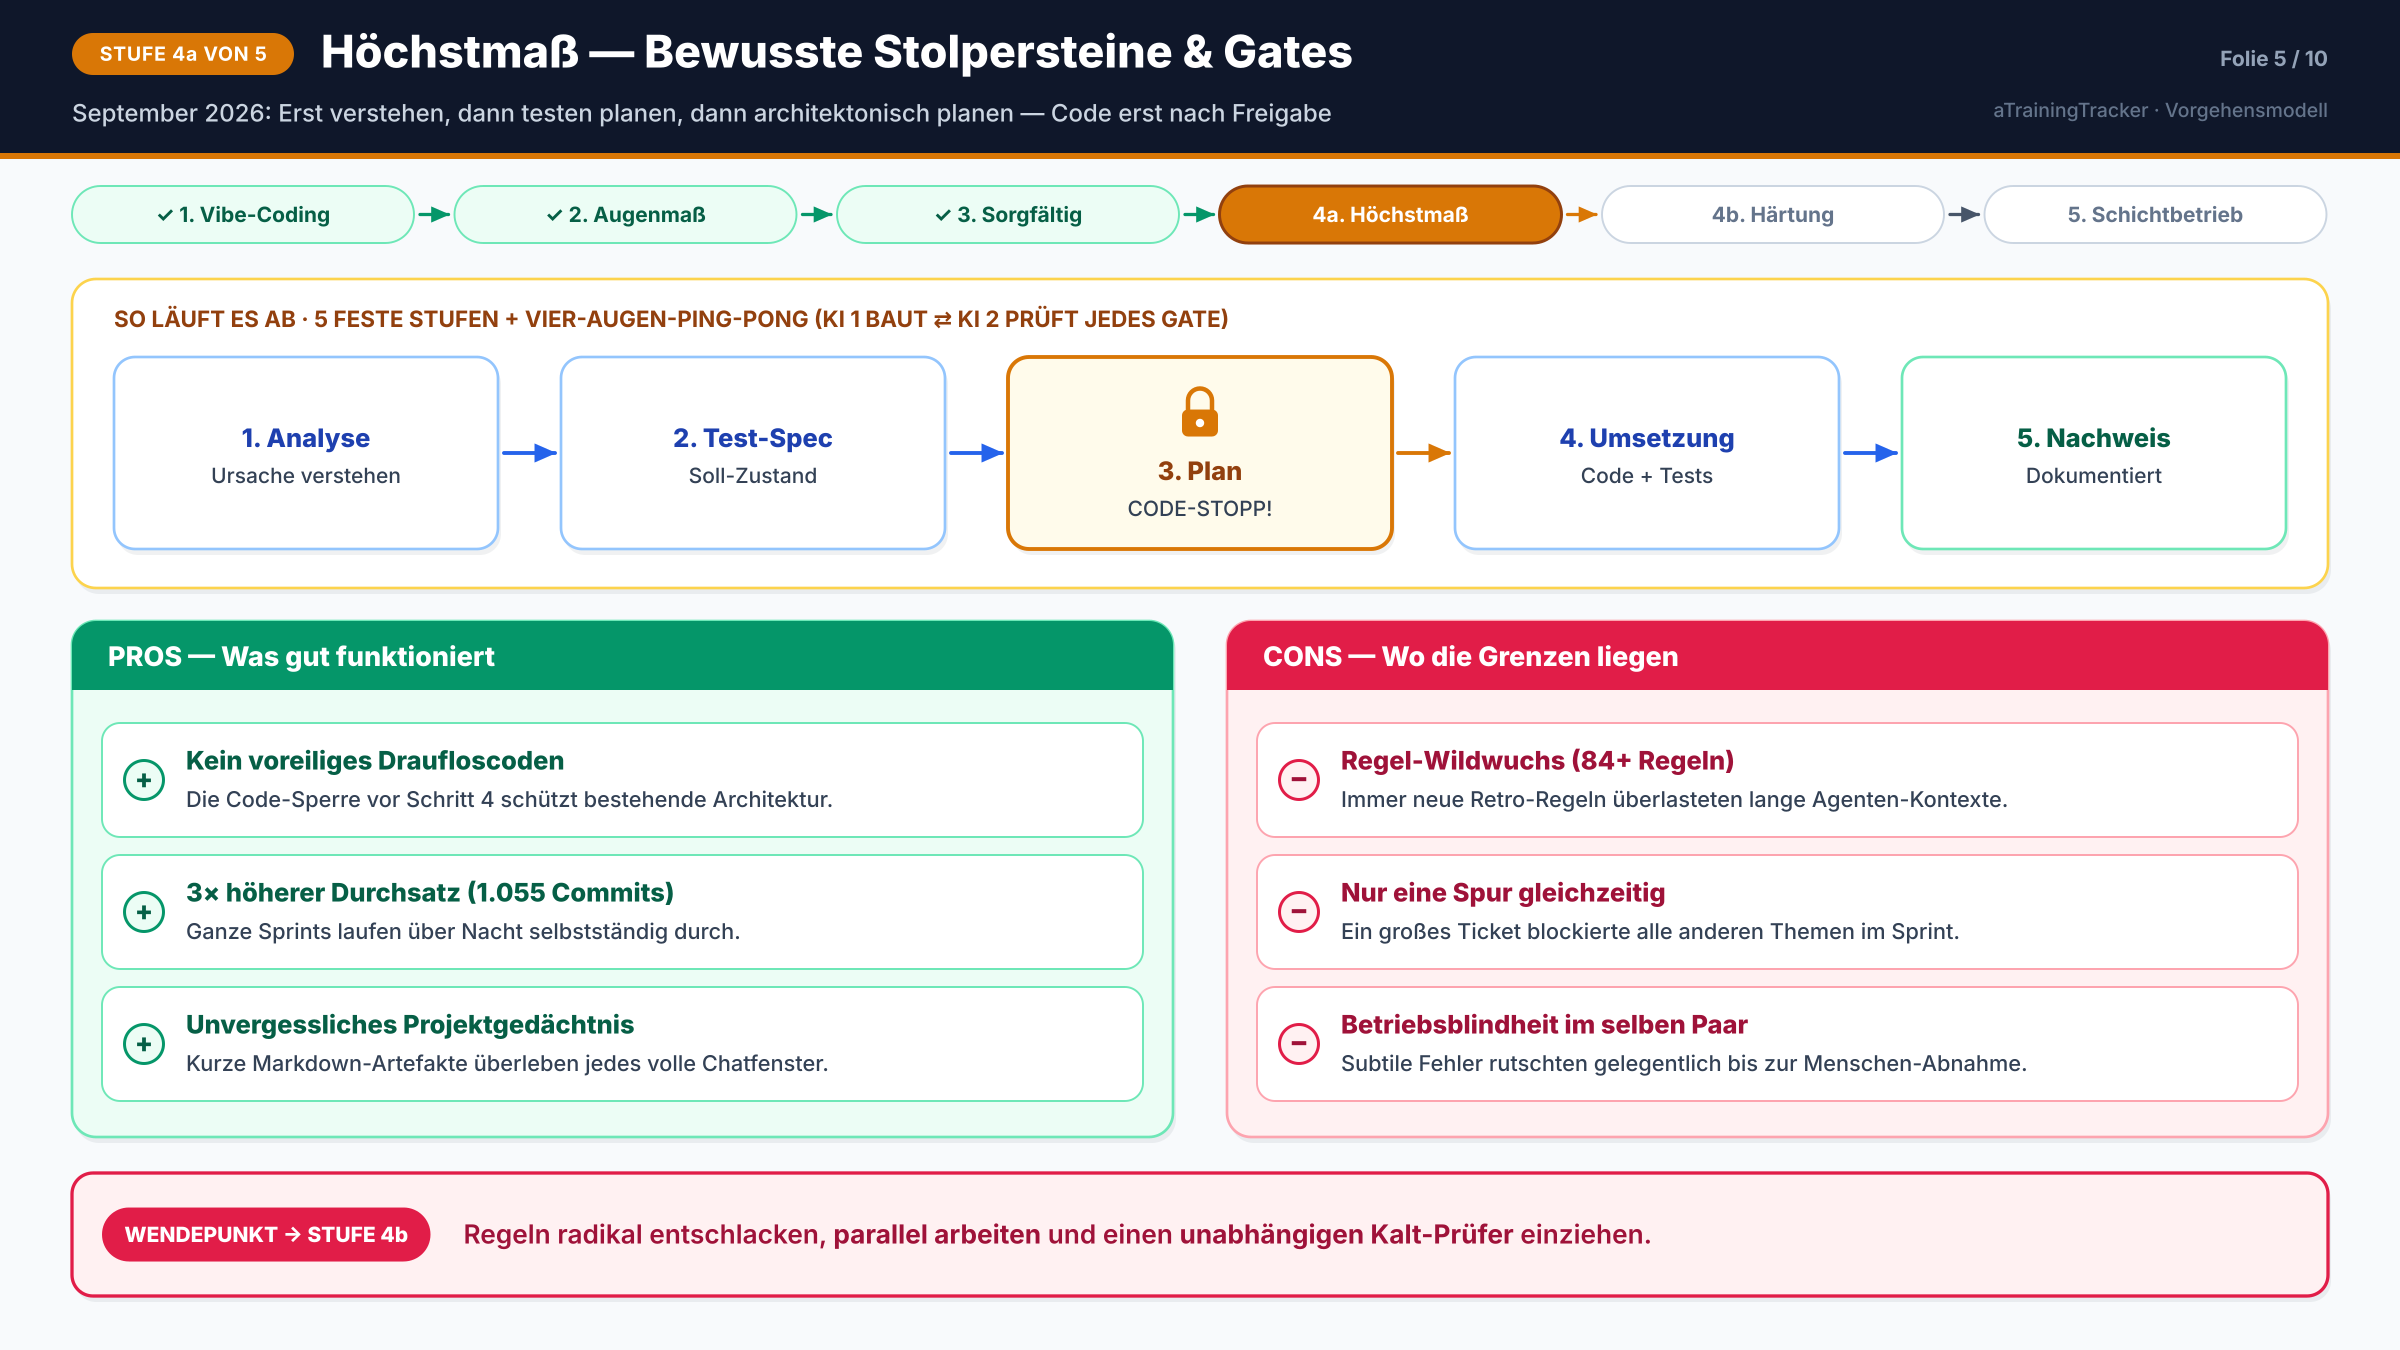 STUFE 4a VON 5
Höchstmaß — Bewusste Stolpersteine & Gates
Folie 5 / 10
September 2026: Erst verstehen, dann testen planen, dann architektonisch planen — Code erst nach Freigabe
aTrainingTracker · Vorgehensmodell
✓ 1. Vibe-Coding
✓ 2. Augenmaß
✓ 3. Sorgfältig
4a. Höchstmaß
4b. Härtung
5. Schichtbetrieb
SO LÄUFT ES AB · 5 FESTE STUFEN + VIER-AUGEN-PING-PONG (KI 1 BAUT ⇄ KI 2 PRÜFT JEDES GATE)
1. Analyse
Ursache verstehen
2. Test-Spec
Soll-Zustand
3. Plan
CODE-STOPP!
4. Umsetzung
Code + Tests
5. Nachweis
Dokumentiert
PROS — Was gut funktioniert
Kein voreiliges Draufloscoden
Die Code-Sperre vor Schritt 4 schützt bestehende Architektur.
3× höherer Durchsatz (1.055 Commits)
Ganze Sprints laufen über Nacht selbstständig durch.
Unvergessliches Projektgedächtnis
Kurze Markdown-Artefakte überleben jedes volle Chatfenster.
CONS — Wo die Grenzen liegen
Regel-Wildwuchs (84+ Regeln)
Immer neue Retro-Regeln überlasteten lange Agenten-Kontexte.
Nur eine Spur gleichzeitig
Ein großes Ticket blockierte alle anderen Themen im Sprint.
Betriebsblindheit im selben Paar
Subtile Fehler rutschten gelegentlich bis zur Menschen-Abnahme.
WENDEPUNKT → STUFE 4b
Regeln radikal entschlacken, parallel arbeiten und einen unabhängigen Kalt-Prüfer einziehen.